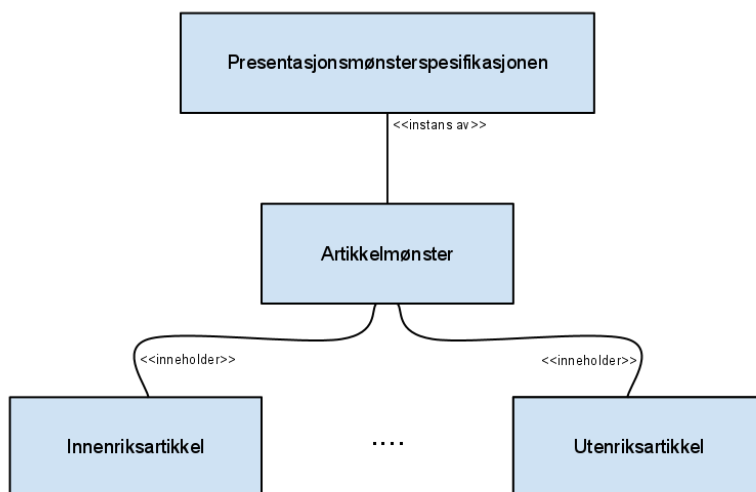 Presentasjonsmønsterspesifikasjonen
<<instans av>>
Artikkelmønster
<<inneholder>>
<<inneholder>>
Innenriksartikkel
....
Utenriksartikkel